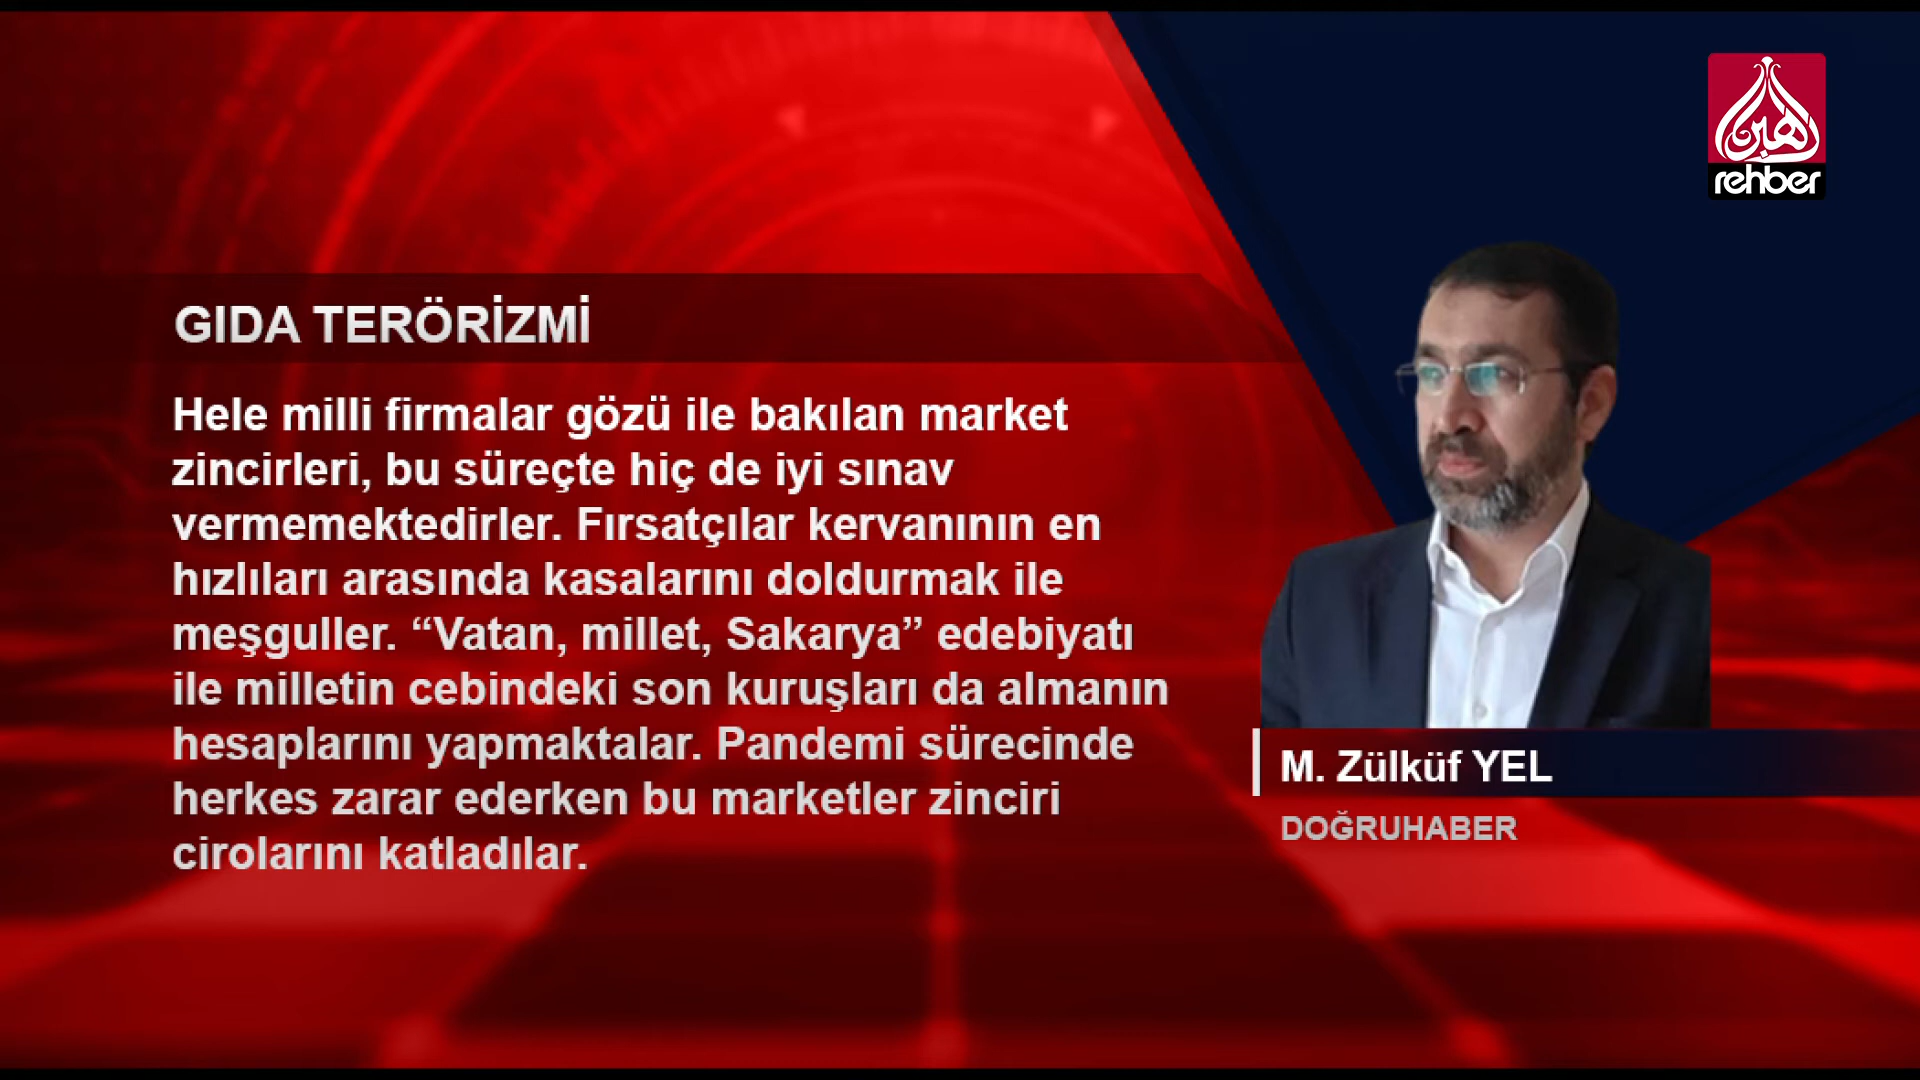 رهبر
rehber
GIDA TERÖRİZMİ
Hele milli firmalar gözü ile bakılan market
zincirleri, bu süreçte hiç de iyi sınav
vermemektedirler. Fırsatçılar kervanının en
hızlıları arasında kasalarını doldurmak ile
meşguller. “Vatan, millet, Sakarya” edebiyatı
ile milletin cebindeki son kuruşları da almanın
hesaplarını yapmaktalar. Pandemi sürecinde
herkes zarar ederken bu marketler zinciri
cirolarını katladılar.
M. Zülküf YEL
DOĞRUHABER